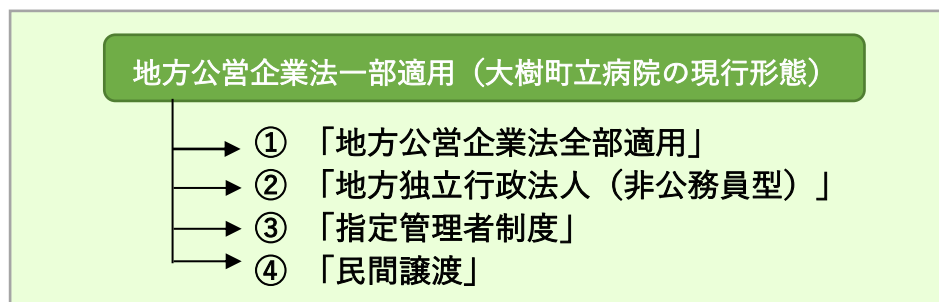 地方公営企業法一部適用（大樹町立病院の現行形態）
① 「地方公営企業法全部適用」
② 「地方独立行政法人（非公務員型）」
③ 「指定管理者制度」
④ 「民間譲渡」